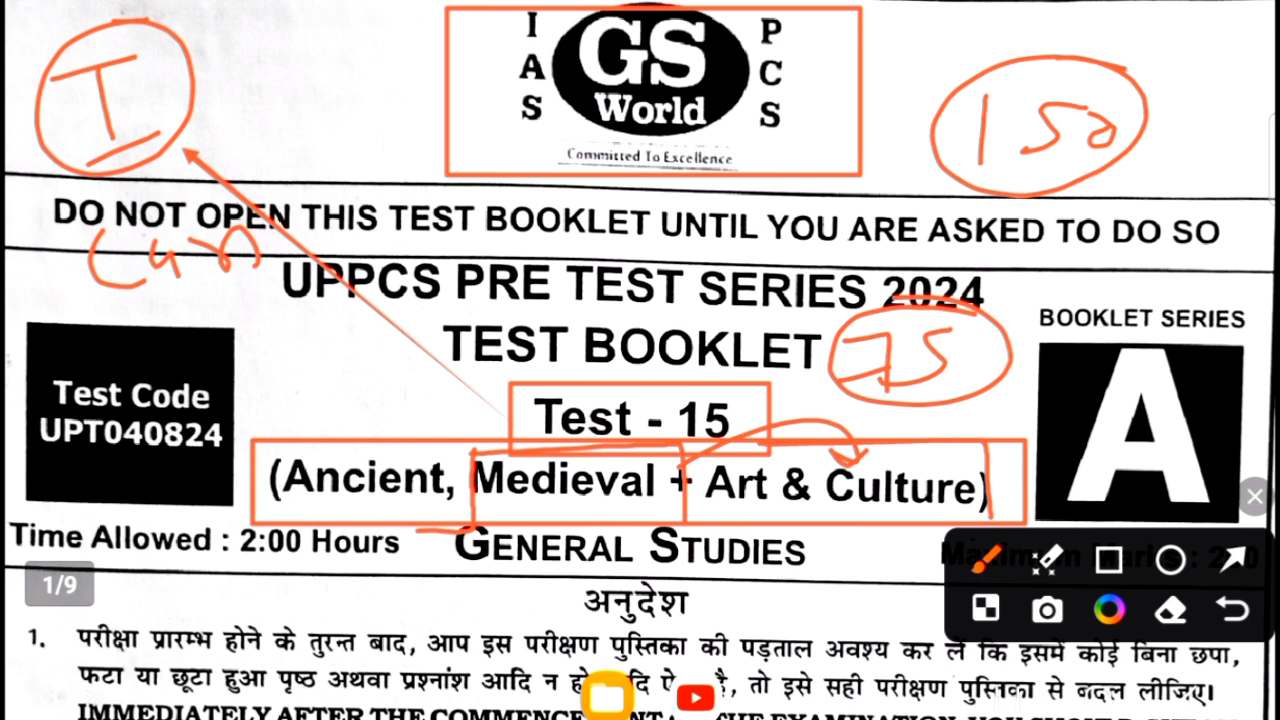 I A S
GS
World
P C S
Committed To Excellence
I
150
DO NOT OPEN THIS TEST BOOKLET UNTIL YOU ARE ASKED TO DO SO
UPPCS PRE TEST SERIES 2024
TEST BOOKLET
75
BOOKLET SERIES
A
Test Code
UPT040824
Test - 15
(Ancient, Medieval + Art & Culture)
Time Allowed : 2:00 Hours
GENERAL STUDIES
1/9
अनुदेश
1. परीक्षा प्रारम्भ होने के तुरन्त बाद, आप इस परीक्षण पुस्तिका की पड़ताल अवश्य कर लें कि इसमें कोई बिना छपा,
फटा या छूटा हुआ पृष्ठ अथवा प्रश्नांश आदि न है, तो इसे सही परीक्षण पुस्तिका से बदल लीजिए।
IMMEDIATELY AFTER THE